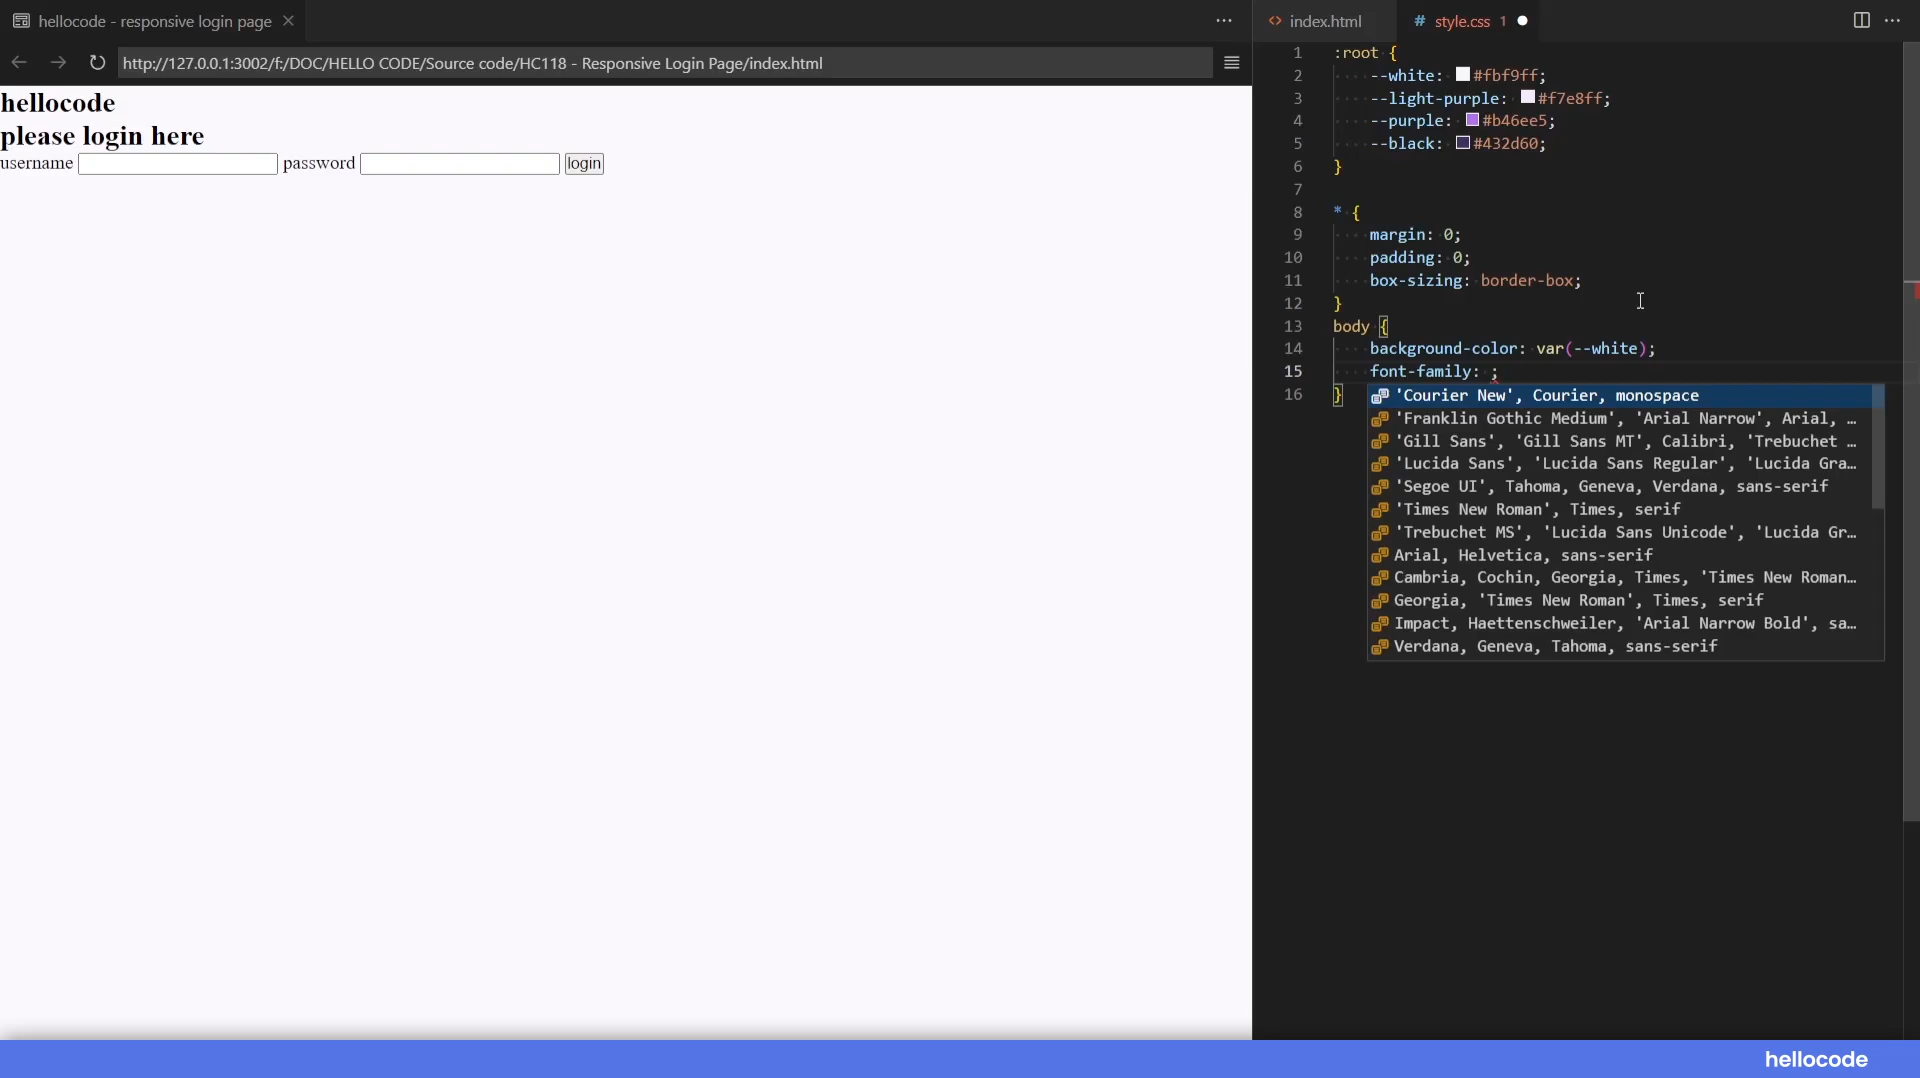 hellocode - responsive login page
index.html
style.css 1
http://127.0.0.1:3002/f:/DOC/HELLO CODE/Source code/HC118 - Responsive Login Page/index.html
hellocode
please login here
username password login
1 :root {
2 --white: #fbf9ff;
3 --light-purple: #f7e8ff;
4 --purple: #b46ee5;
5 --black: #432d60;
6 }
7
8 * {
9 margin: 0;
10 padding: 0;
11 box-sizing: border-box;
12 }
13 body {
14 background-color: var(--white);
15 font-family: ;
16 }
'Courier New', Courier, monospace
'Franklin Gothic Medium', 'Arial Narrow', Arial, …
'Gill Sans', 'Gill Sans MT', Calibri, 'Trebuchet …
'Lucida Sans', 'Lucida Sans Regular', 'Lucida Gra…
'Segoe UI', Tahoma, Geneva, Verdana, sans-serif
'Times New Roman', Times, serif
'Trebuchet MS', 'Lucida Sans Unicode', 'Lucida Gr…
Arial, Helvetica, sans-serif
Cambria, Cochin, Georgia, Times, 'Times New Roman…
Georgia, 'Times New Roman', Times, serif
Impact, Haettenschweiler, 'Arial Narrow Bold', sa…
Verdana, Geneva, Tahoma, sans-serif
hellocode